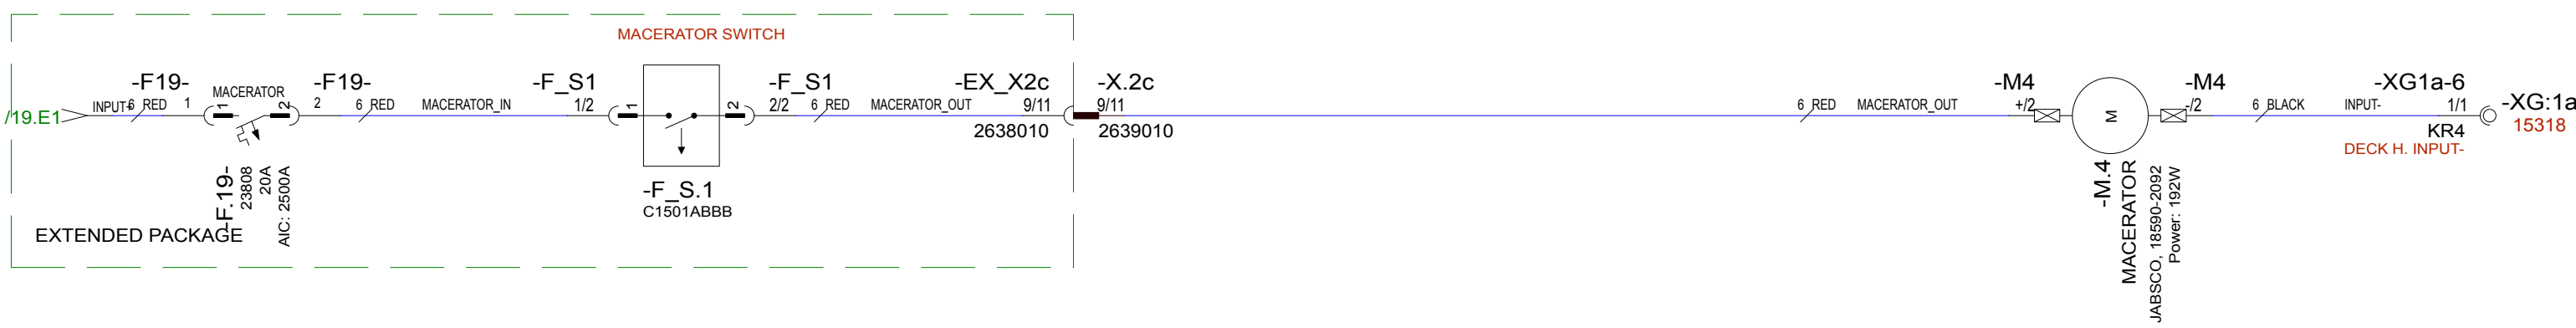 MACERATOR SWITCH
/19.E1
INPUT+
6 RED
-F19-
1
1
MACERATOR
2
-F19-
2
6 RED
MACERATOR_IN
-F_S1
1/2
1
2
-F_S1
2/2
6 RED
MACERATOR_OUT
-EX_X2c
9/11
2638010
-X.2c
9/11
2639010
6 RED
MACERATOR_OUT
-M4
+/2
M
-M4
-/2
6 BLACK
INPUT-
-XG1a-6
1/1
KR4
DECK H. INPUT-
-XG:1a
15318
-F.19-
23808
20A
AIC: 2500A
-F_S.1
C1501ABBB
EXTENDED PACKAGE
-M.4
MACERATOR
JABSCO, 18590-2092
Power: 192W